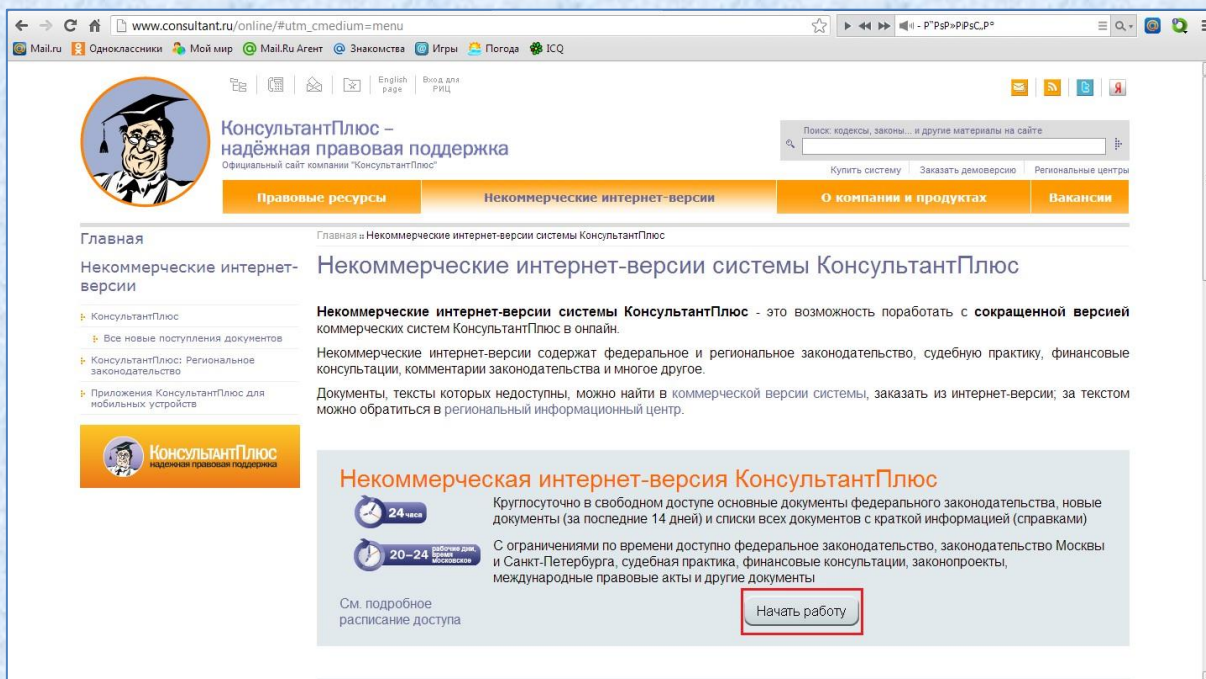 www.consultant.ru/online/#utm_cmedium=menu
- Р"РѕР»РіРѕС„Р°
Mail.ru Одноклассники Мой мир Mail.Ru Агент Знакомства Игры Погода ICQ
English page
Вход для РИЦ
КонсультантПлюс –
надёжная правовая поддержка
Официальный сайт компании "КонсультантПлюс"
Поиск: кодексы, законы... и другие материалы на сайте
Купить систему Заказать демоверсию Региональные центры
Правовые ресурсы Некоммерческие интернет-версии О компании и продуктах Вакансии
Главная
Некоммерческие интернет-
версии
КонсультантПлюс
Все новые поступления документов
КонсультантПлюс: Региональное
законодательство
Приложения КонсультантПлюс для
мобильных устройств
КонсультантПлюс
надежная правовая поддержка
Главная :: Некоммерческие интернет-версии системы КонсультантПлюс
Некоммерческие интернет-версии системы КонсультантПлюс
Некоммерческие интернет-версии системы КонсультантПлюс - это возможность поработать с сокращенной версией
коммерческих систем КонсультантПлюс в онлайн.
Некоммерческие интернет-версии содержат федеральное и региональное законодательство, судебную практику, финансовые
консультации, комментарии законодательства и многое другое.
Документы, тексты которых недоступны, можно найти в коммерческой версии системы, заказать из интернет-версии; за текстом
можно обратиться в региональный информационный центр.
Некоммерческая интернет-версия КонсультантПлюс
24 часа
Круглосуточно в свободном доступе основные документы федерального законодательства, новые
документы (за последние 14 дней) и списки всех документов с краткой информацией (справками)
20–24 рабочие дни, время московское
С ограничениями по времени доступно федеральное законодательство, законодательство Москвы
и Санкт-Петербурга, судебная практика, финансовые консультации, законопроекты,
международные правовые акты и другие документы
См. подробное
расписание доступа
Начать работу